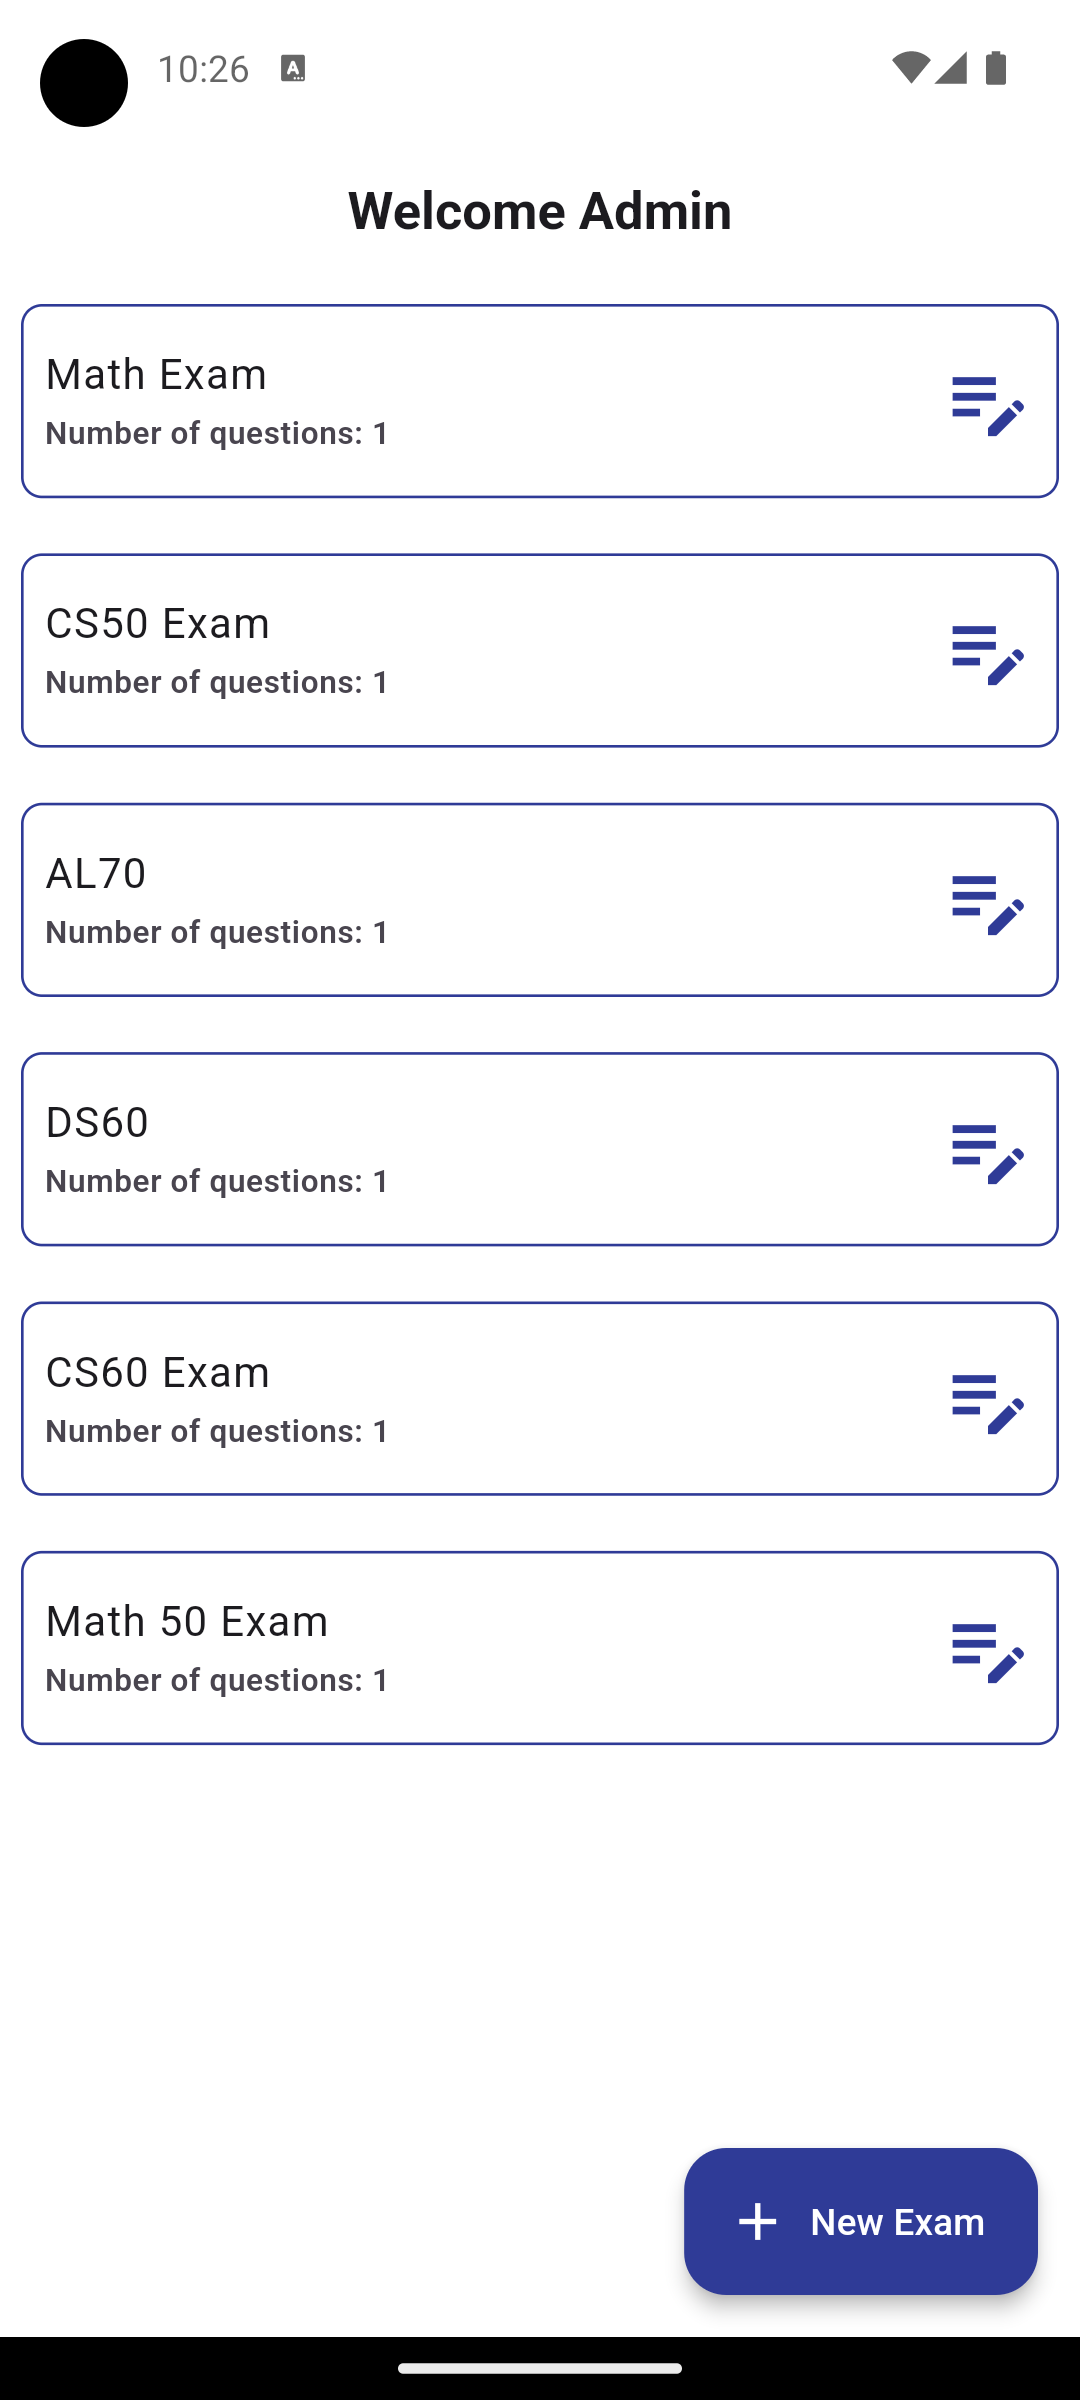 10:26
Welcome Admin
Math Exam
Number of questions: 1
CS50 Exam
Number of questions: 1
AL70
Number of questions: 1
DS60
Number of questions: 1
CS60 Exam
Number of questions: 1
Math 50 Exam
Number of questions: 1
New Exam